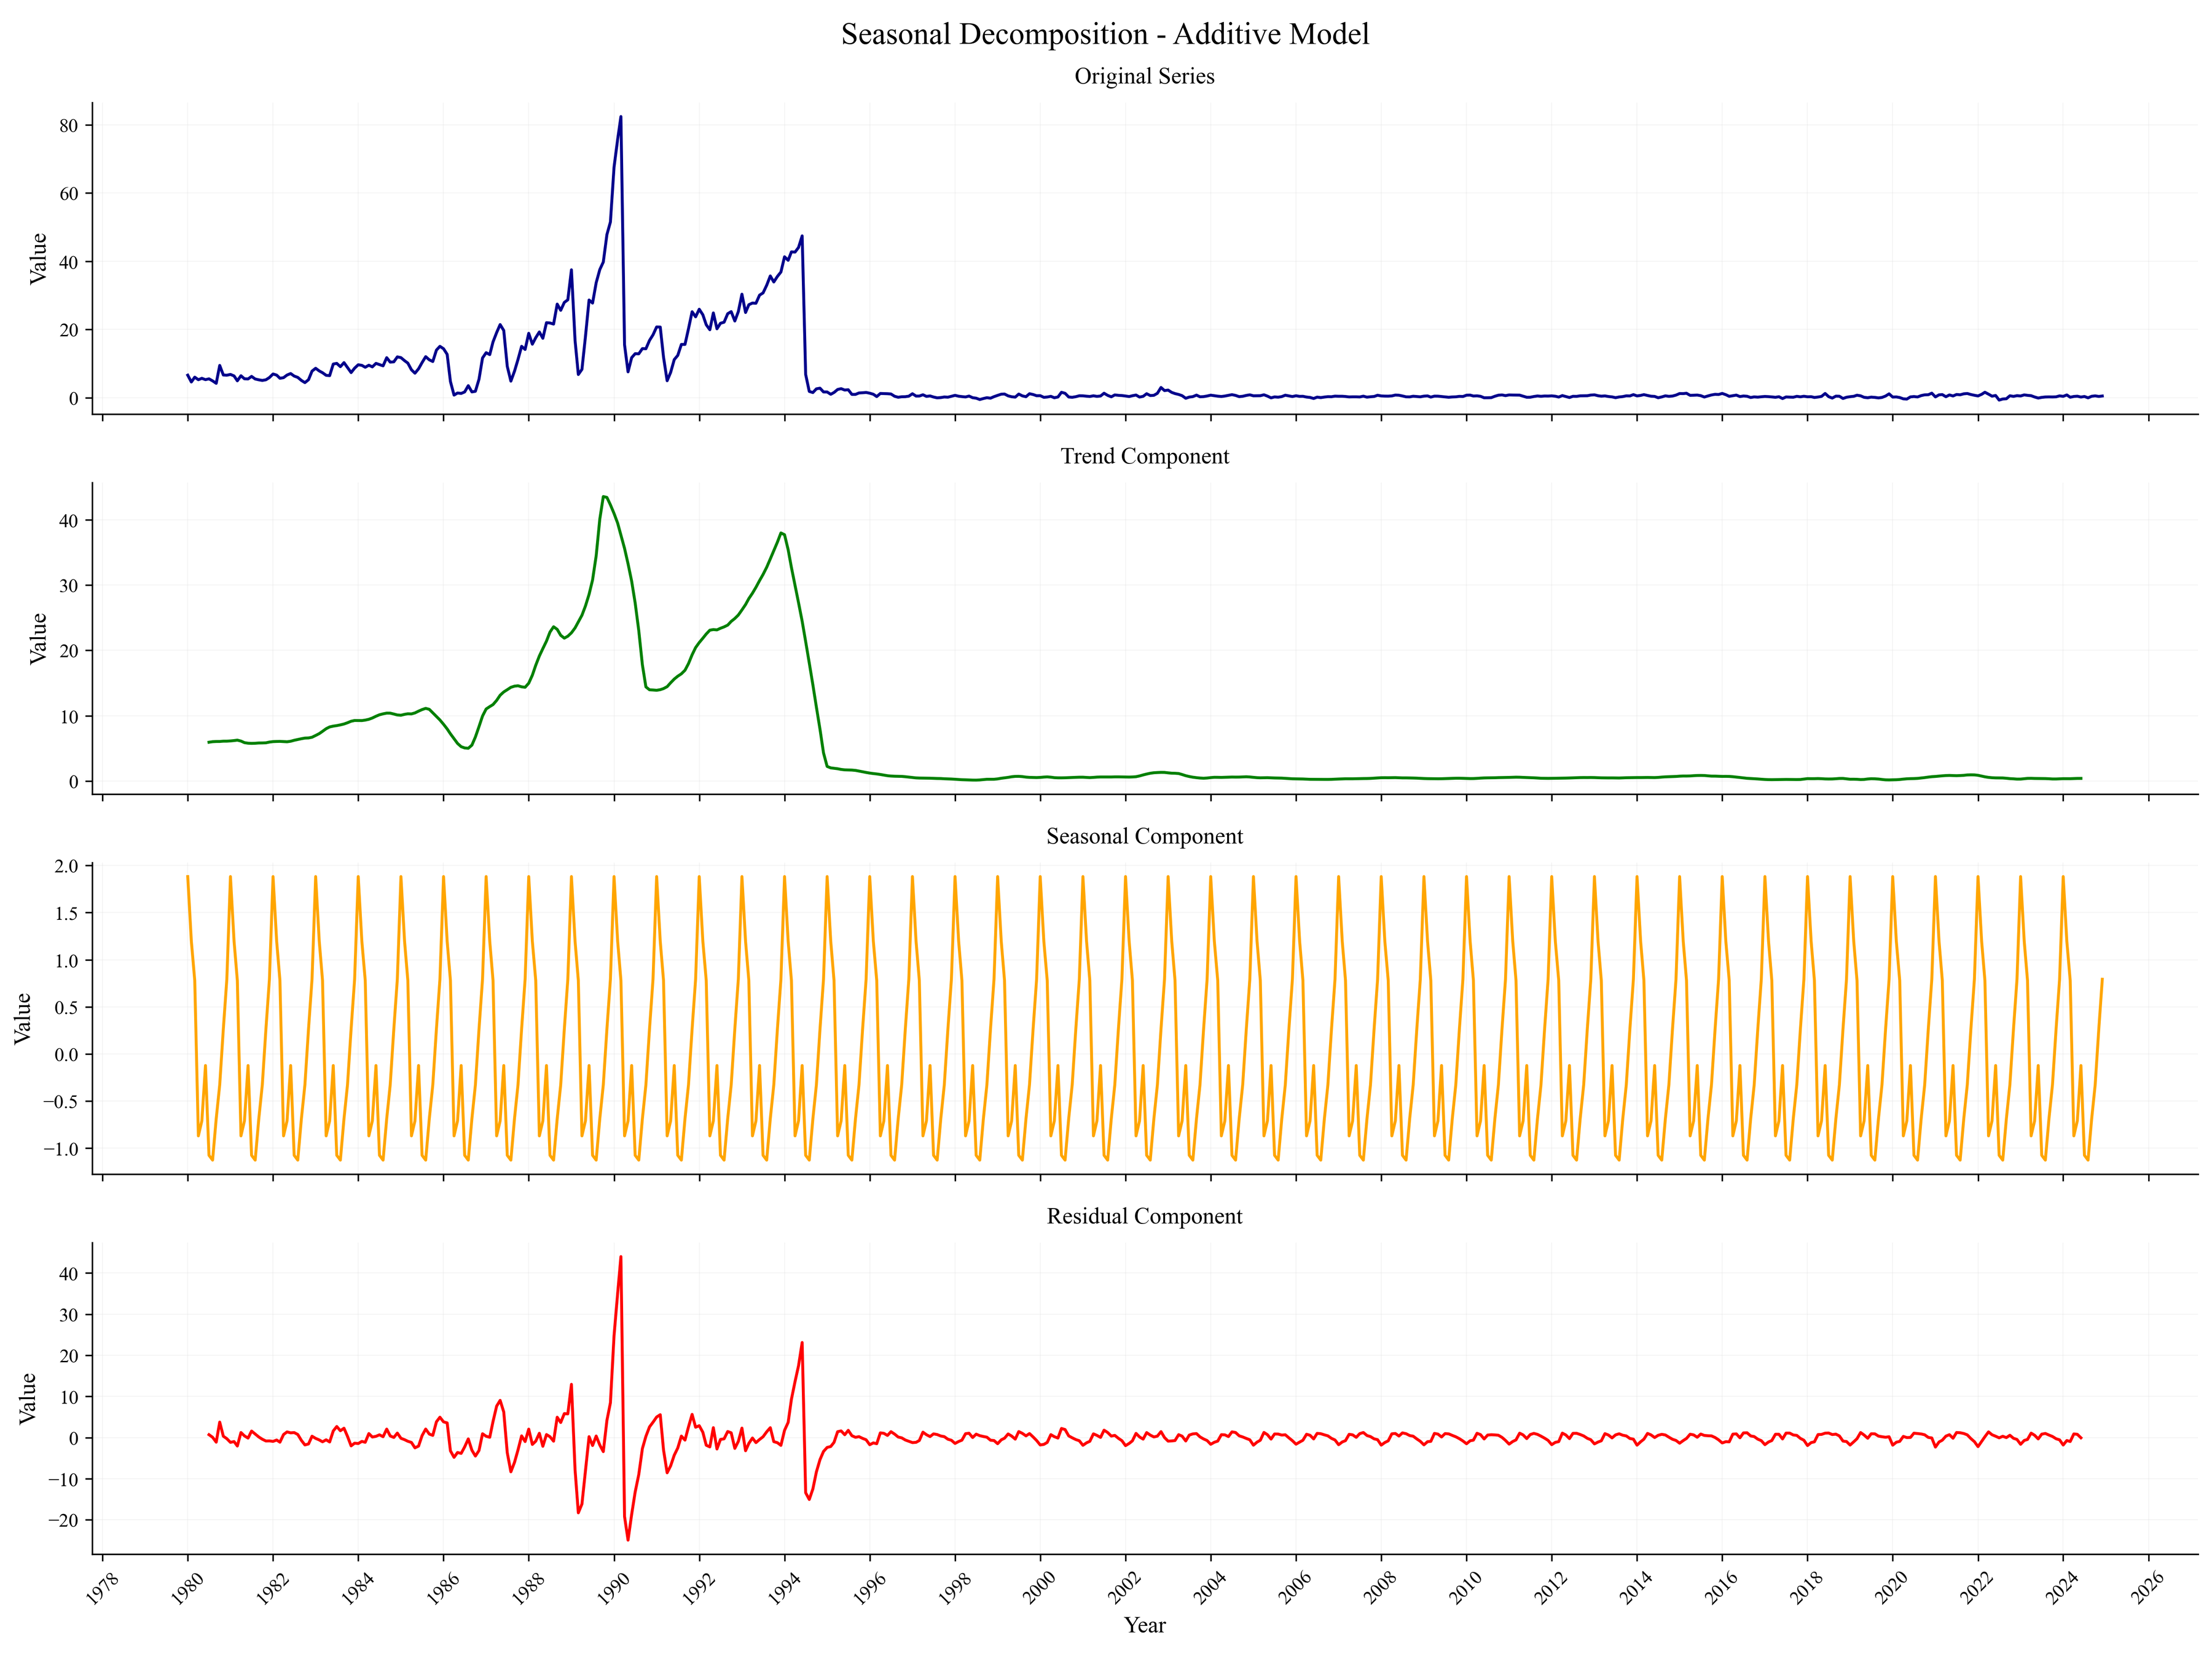 Seasonal Decomposition - Additive Model
Original Series
80
60
40
20
0
Value
Trend Component
40
30
20
10
0
Value
Seasonal Component
2.0
1.5
1.0
0.5
0.0
−0.5
−1.0
Value
Residual Component
40
30
20
10
0
−10
−20
Value
1978 1980 1982 1984 1986 1988 1990 1992 1994 1996 1998 2000 2002 2004 2006 2008 2010 2012 2014 2016 2018 2020 2022 2024 2026
Year